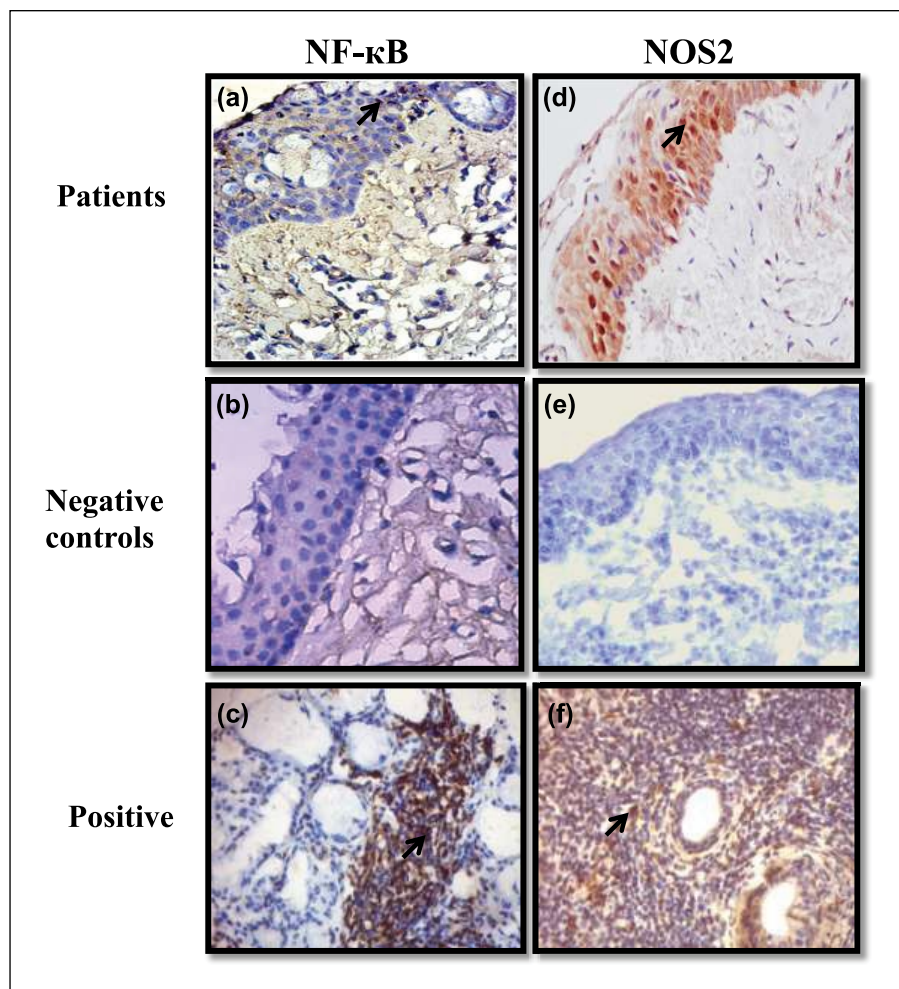 NF-κB NOS2
(a) (d)
Patients
(b) (e)
Negative
controls
(c) (f)
Positive